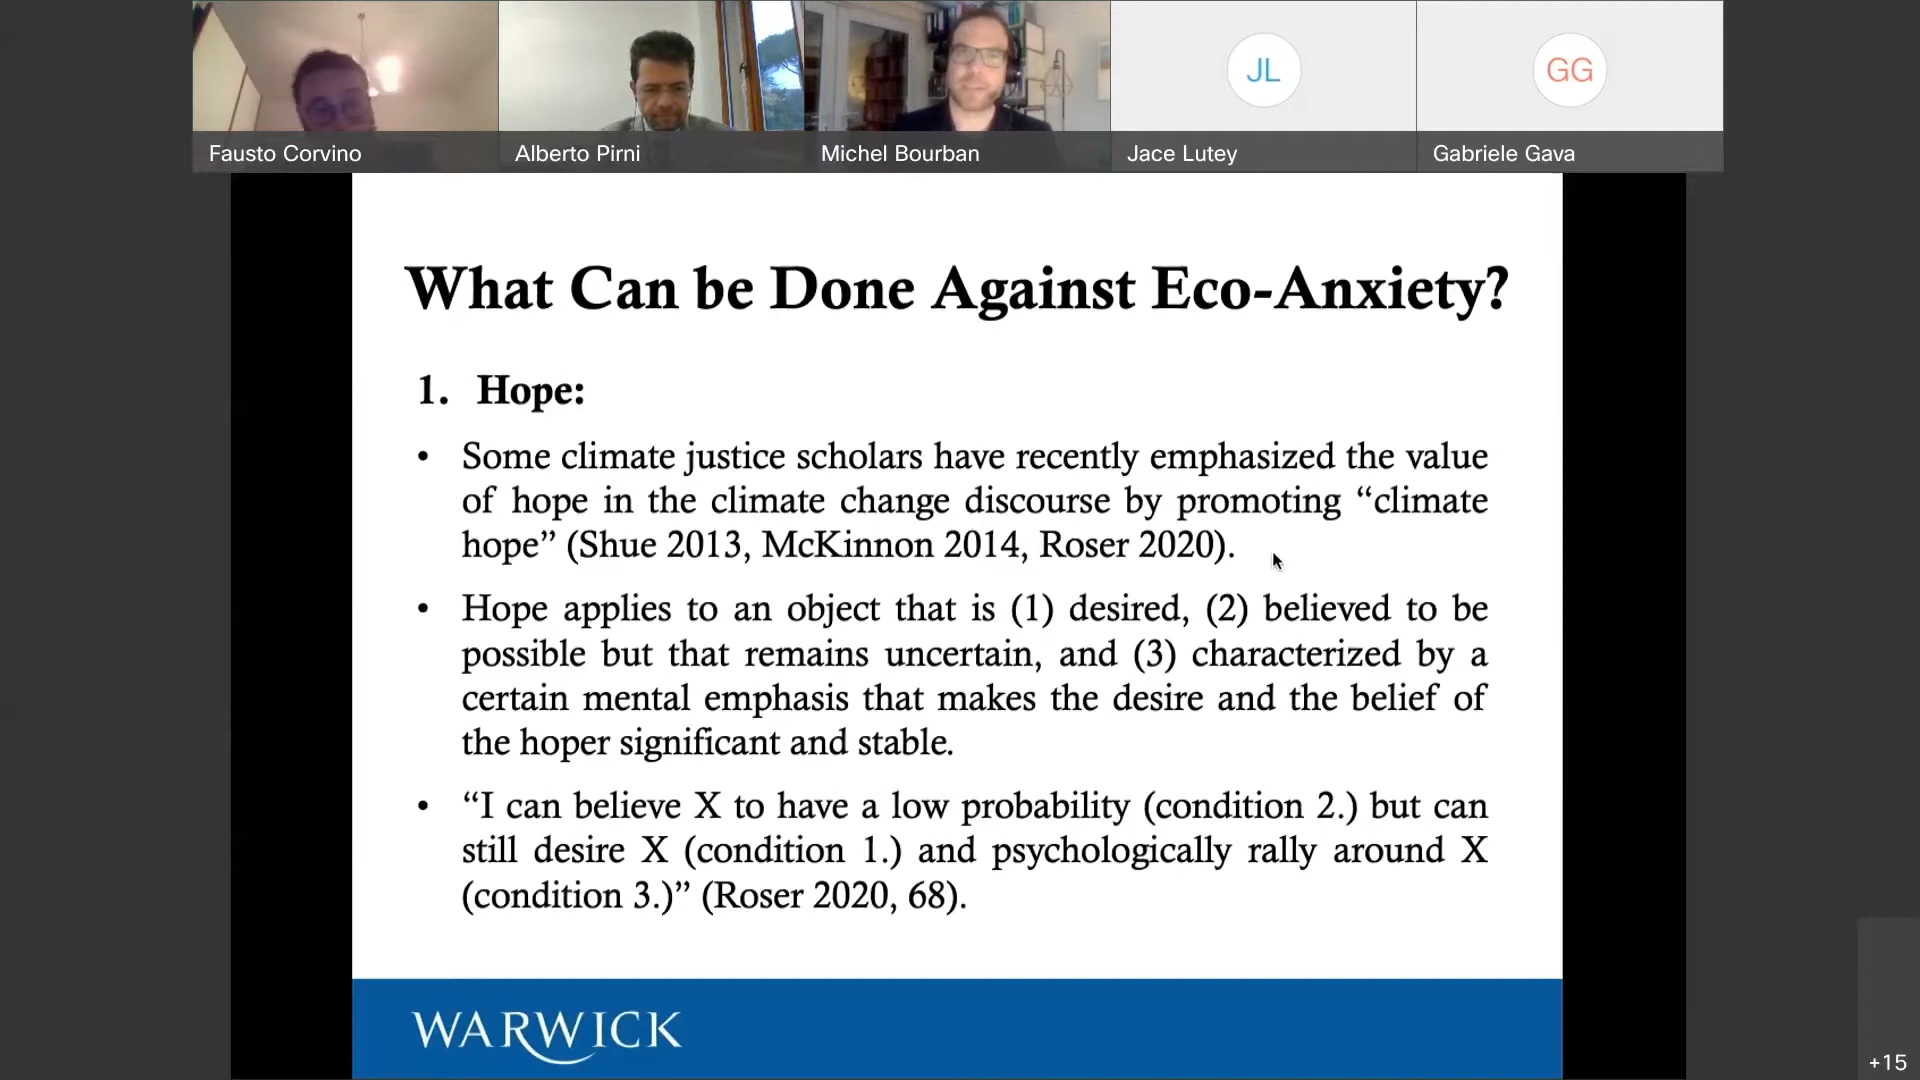 Fausto Corvino
Alberto Pirni
Michel Bourban
JL
Jace Lutey
GG
Gabriele Gava
What Can be Done Against Eco-Anxiety?
1. Hope:
• Some climate justice scholars have recently emphasized the value
of hope in the climate change discourse by promoting “climate
hope” (Shue 2013, McKinnon 2014, Roser 2020).
• Hope applies to an object that is (1) desired, (2) believed to be
possible but that remains uncertain, and (3) characterized by a
certain mental emphasis that makes the desire and the belief of
the hoper significant and stable.
• “I can believe X to have a low probability (condition 2.) but can
still desire X (condition 1.) and psychologically rally around X
(condition 3.)” (Roser 2020, 68).
WARWICK
+15